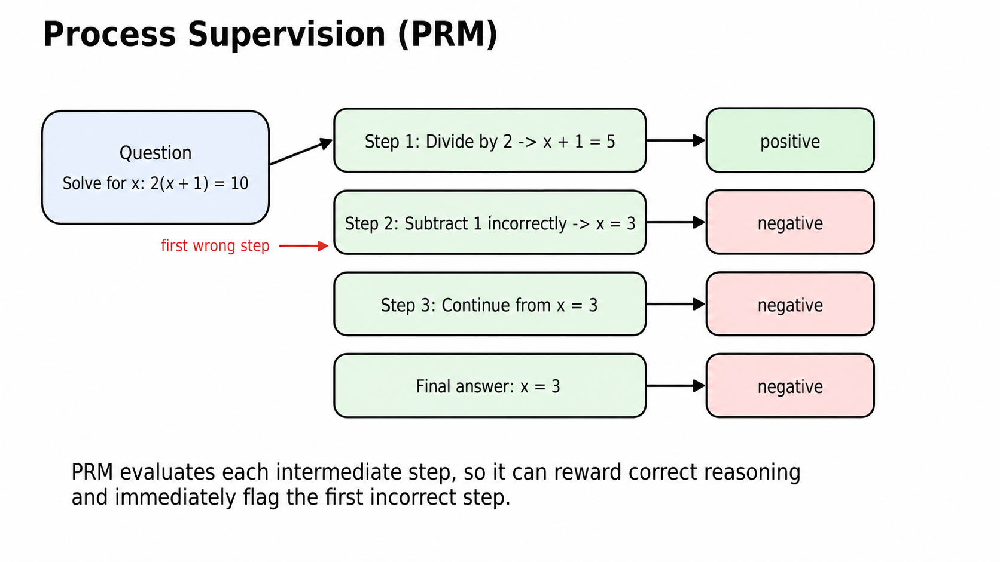 Process Supervision (PRM)
Question
Solve for x: 2(x + 1) = 10
Step 1: Divide by 2 -> x + 1 = 5
positive
Step 2: Subtract 1 incorrectly -> x = 3
negative
first wrong step
Step 3: Continue from x = 3
negative
Final answer: x = 3
negative
PRM evaluates each intermediate step, so it can reward correct reasoning
and immediately flag the first incorrect step.